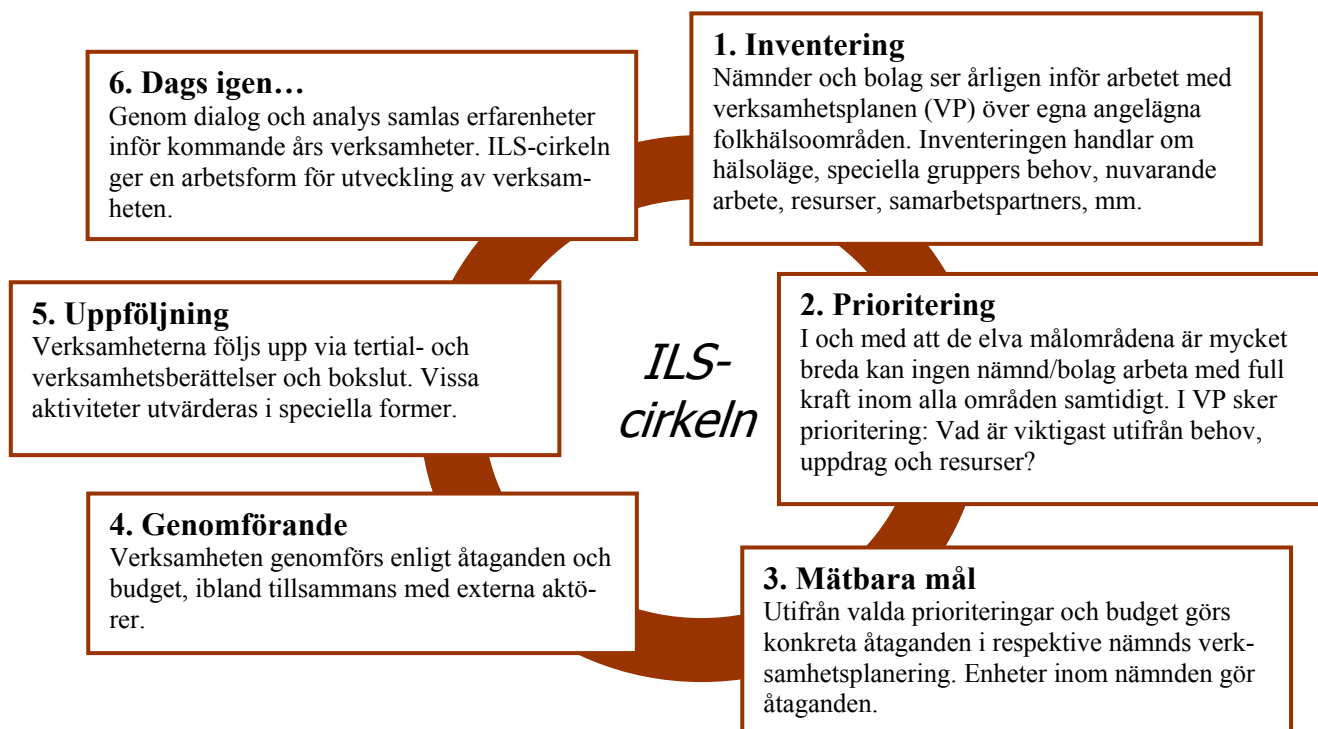 1. Inventering
Nämnder och bolag ser årligen inför arbetet med
verksamhetsplanen (VP) över egna angelägna
folkhälsoområden. Inventeringen handlar om
hälsoläge, speciella gruppers behov, nuvarande
arbete, resurser, samarbetspartners, mm.
2. Prioritering
I och med att de elva målområdena är mycket
breda kan ingen nämnd/bolag arbeta med full
kraft inom alla områden samtidigt. I VP sker
prioritering: Vad är viktigast utifrån behov,
uppdrag och resurser?
3. Mätbara mål
Utifrån valda prioriteringar och budget görs
konkreta åtaganden i respektive nämnds verk-
samhetsplanering. Enheter inom nämnden gör
åtaganden.
4. Genomförande
Verksamheten genomförs enligt åtaganden och
budget, ibland tillsammans med externa aktö-
rer.
5. Uppföljning
Verksamheterna följs upp via tertial- och
verksamhetsberättelser och bokslut. Vissa
aktiviteter utvärderas i speciella former.
6. Dags igen…
Genom dialog och analys samlas erfarenheter
inför kommande års verksamheter. ILS-cirkeln
ger en arbetsform för utveckling av verksam-
heten.
ILS-
cirkeln